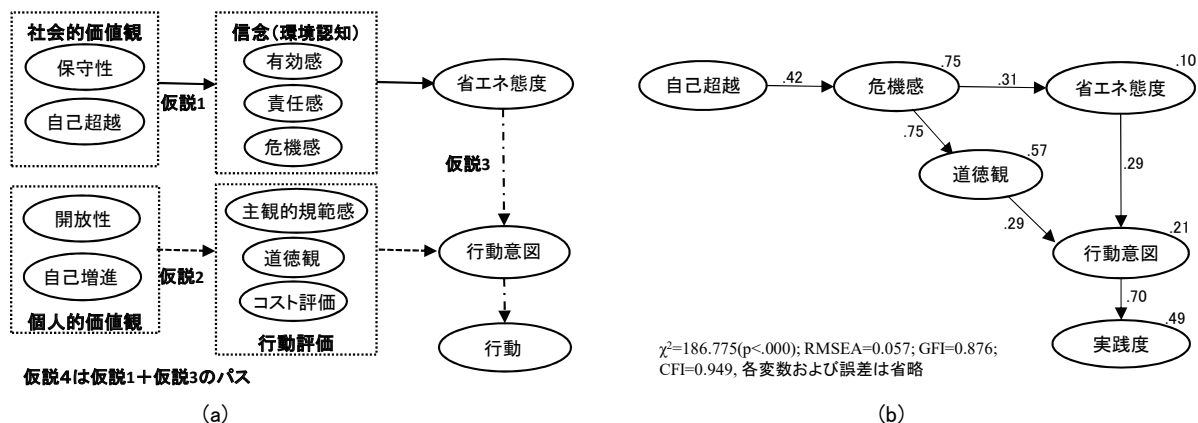 社会的価値観
保守性
自己超越
仮説1
信念(環境認知)
有効感
責任感
危機感
省エネ態度
仮説3
開放性
自己増進
個人的価値観
仮説2
主観的規範感
道徳観
コスト評価
行動評価
行動意図
行動
仮説4は仮説1+仮説3のパス
(a)
自己超越
.42
危機感
.75
.31
省エネ態度
.10
.75
道徳観
.57
.29
.29
行動意図
.21
.70
実践度
.49
χ²=186.775(p<.000); RMSEA=0.057; GFI=0.876;
CFI=0.949, 各変数および誤差は省略
(b)